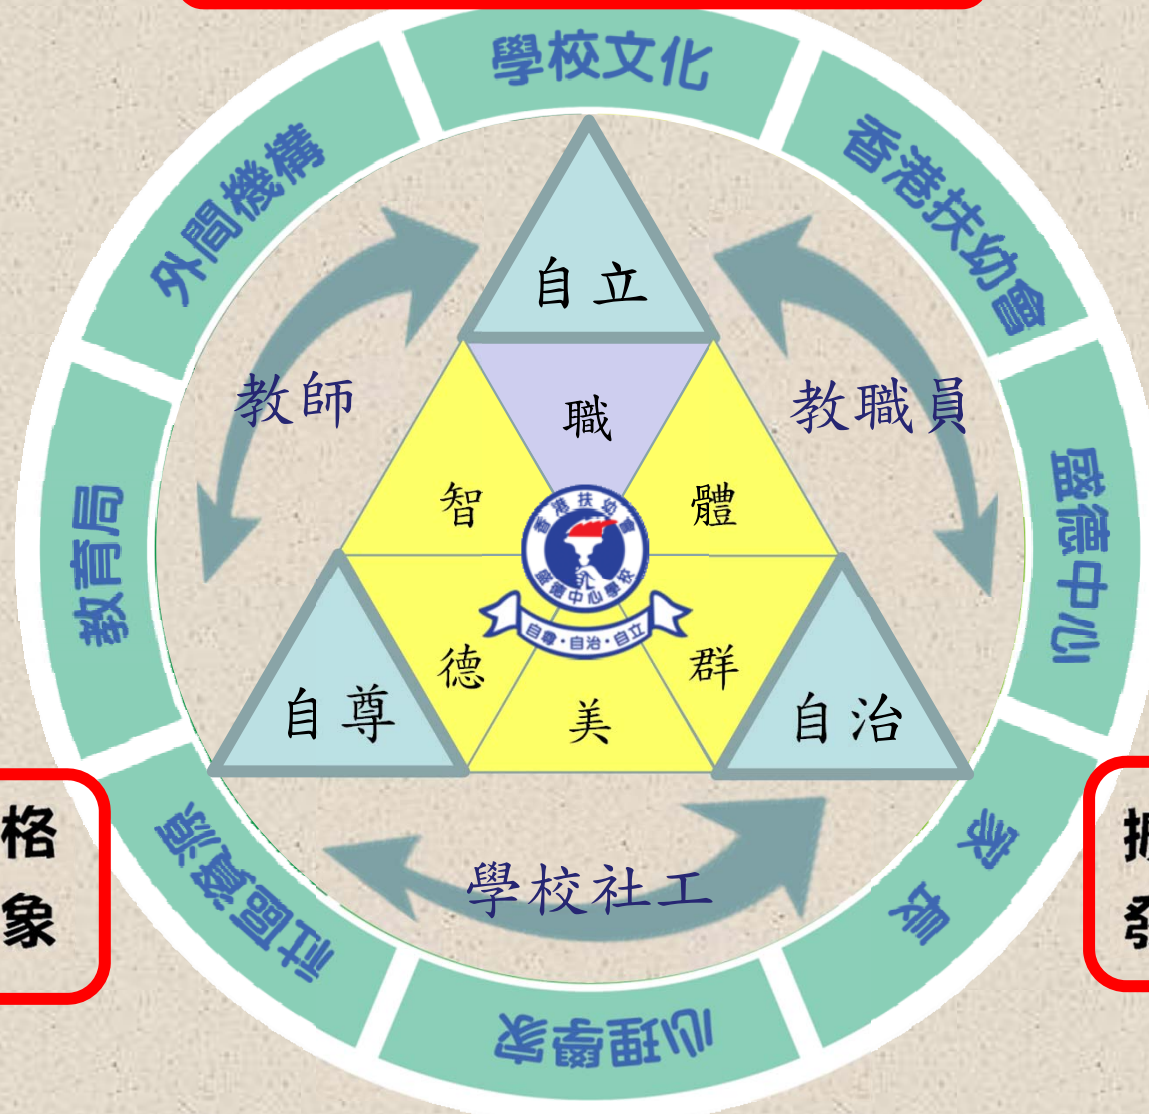 學校文化
外間機構
香港扶幼會
教育局
盛德中心
社區資源
家長
心理學家
教師
教職員
學校社工
自立
職
智
體
香港扶幼會
盛德中心學校
自尊·自治·自立
德
群
美
自尊
自治
格
象